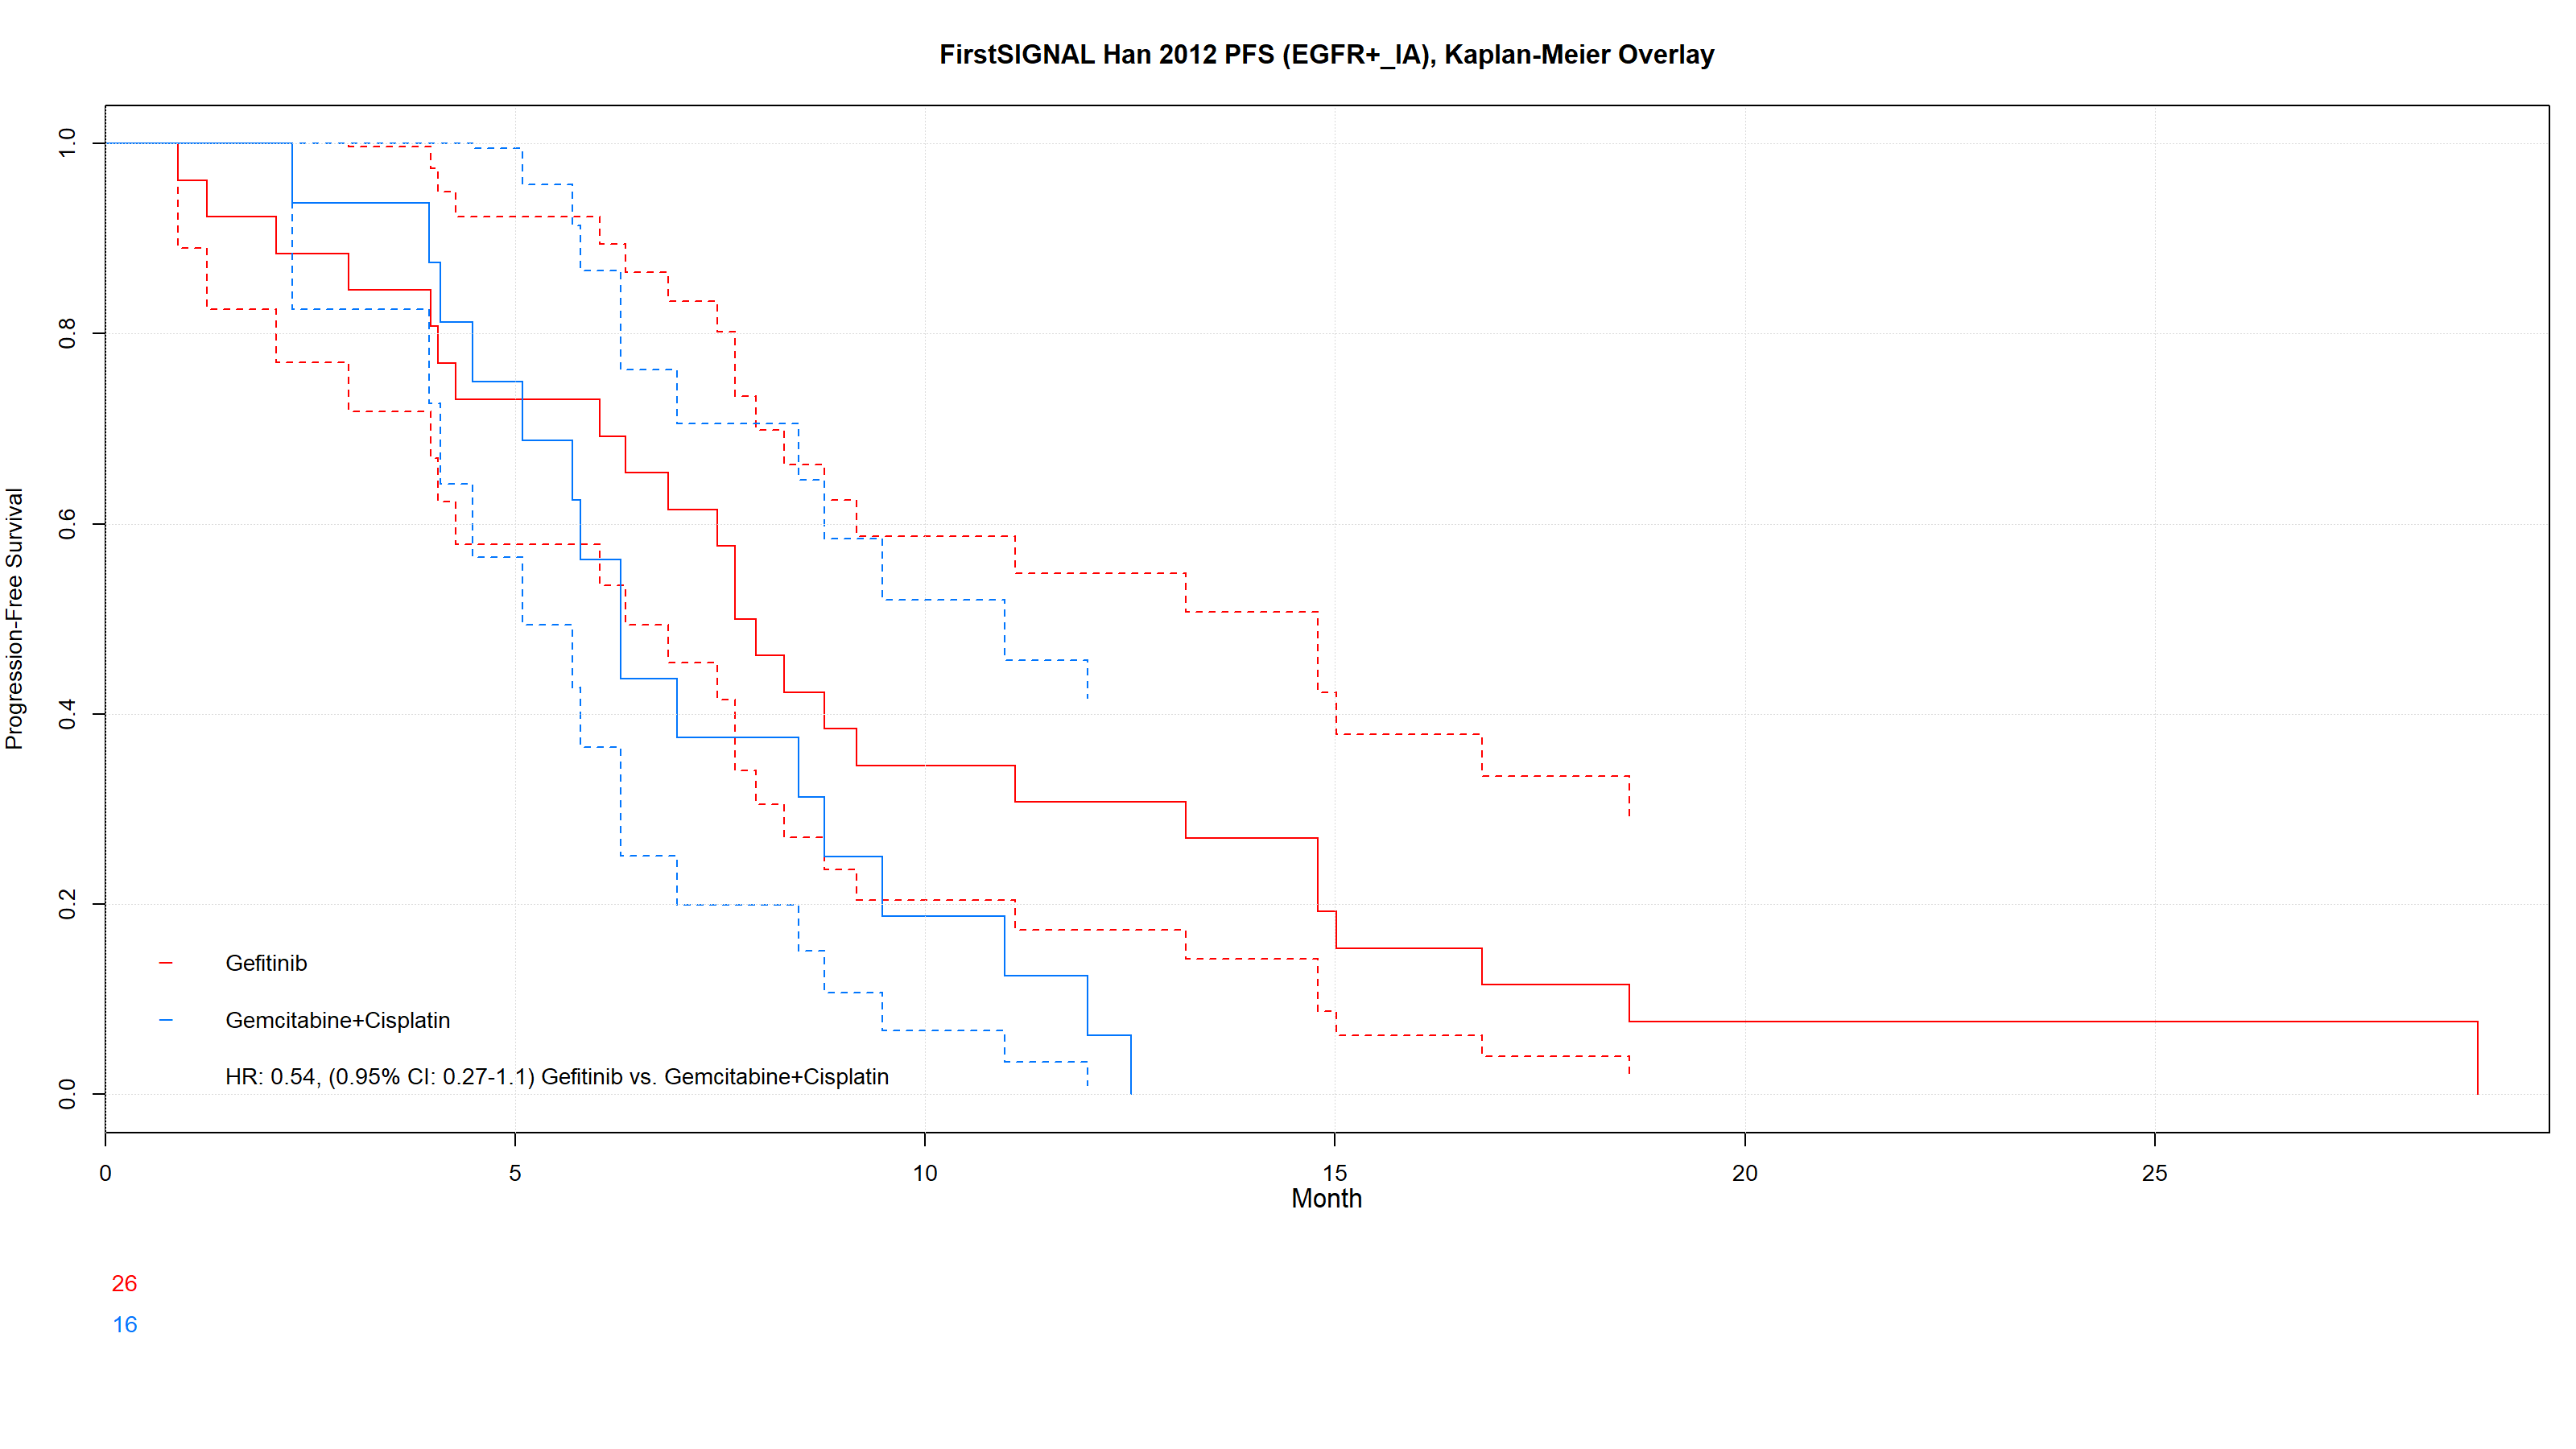 FirstSIGNAL Han 2012 PFS (EGFR+_IA), Kaplan-Meier Overlay
Progression-Free Survival
1.0
0.8
0.6
0.4
0.2
0.0
Gefitinib
Gemcitabine+Cisplatin
HR: 0.54, (0.95% CI: 0.27-1.1) Gefitinib vs. Gemcitabine+Cisplatin
0 5 10 15 20 25
Month
26
16